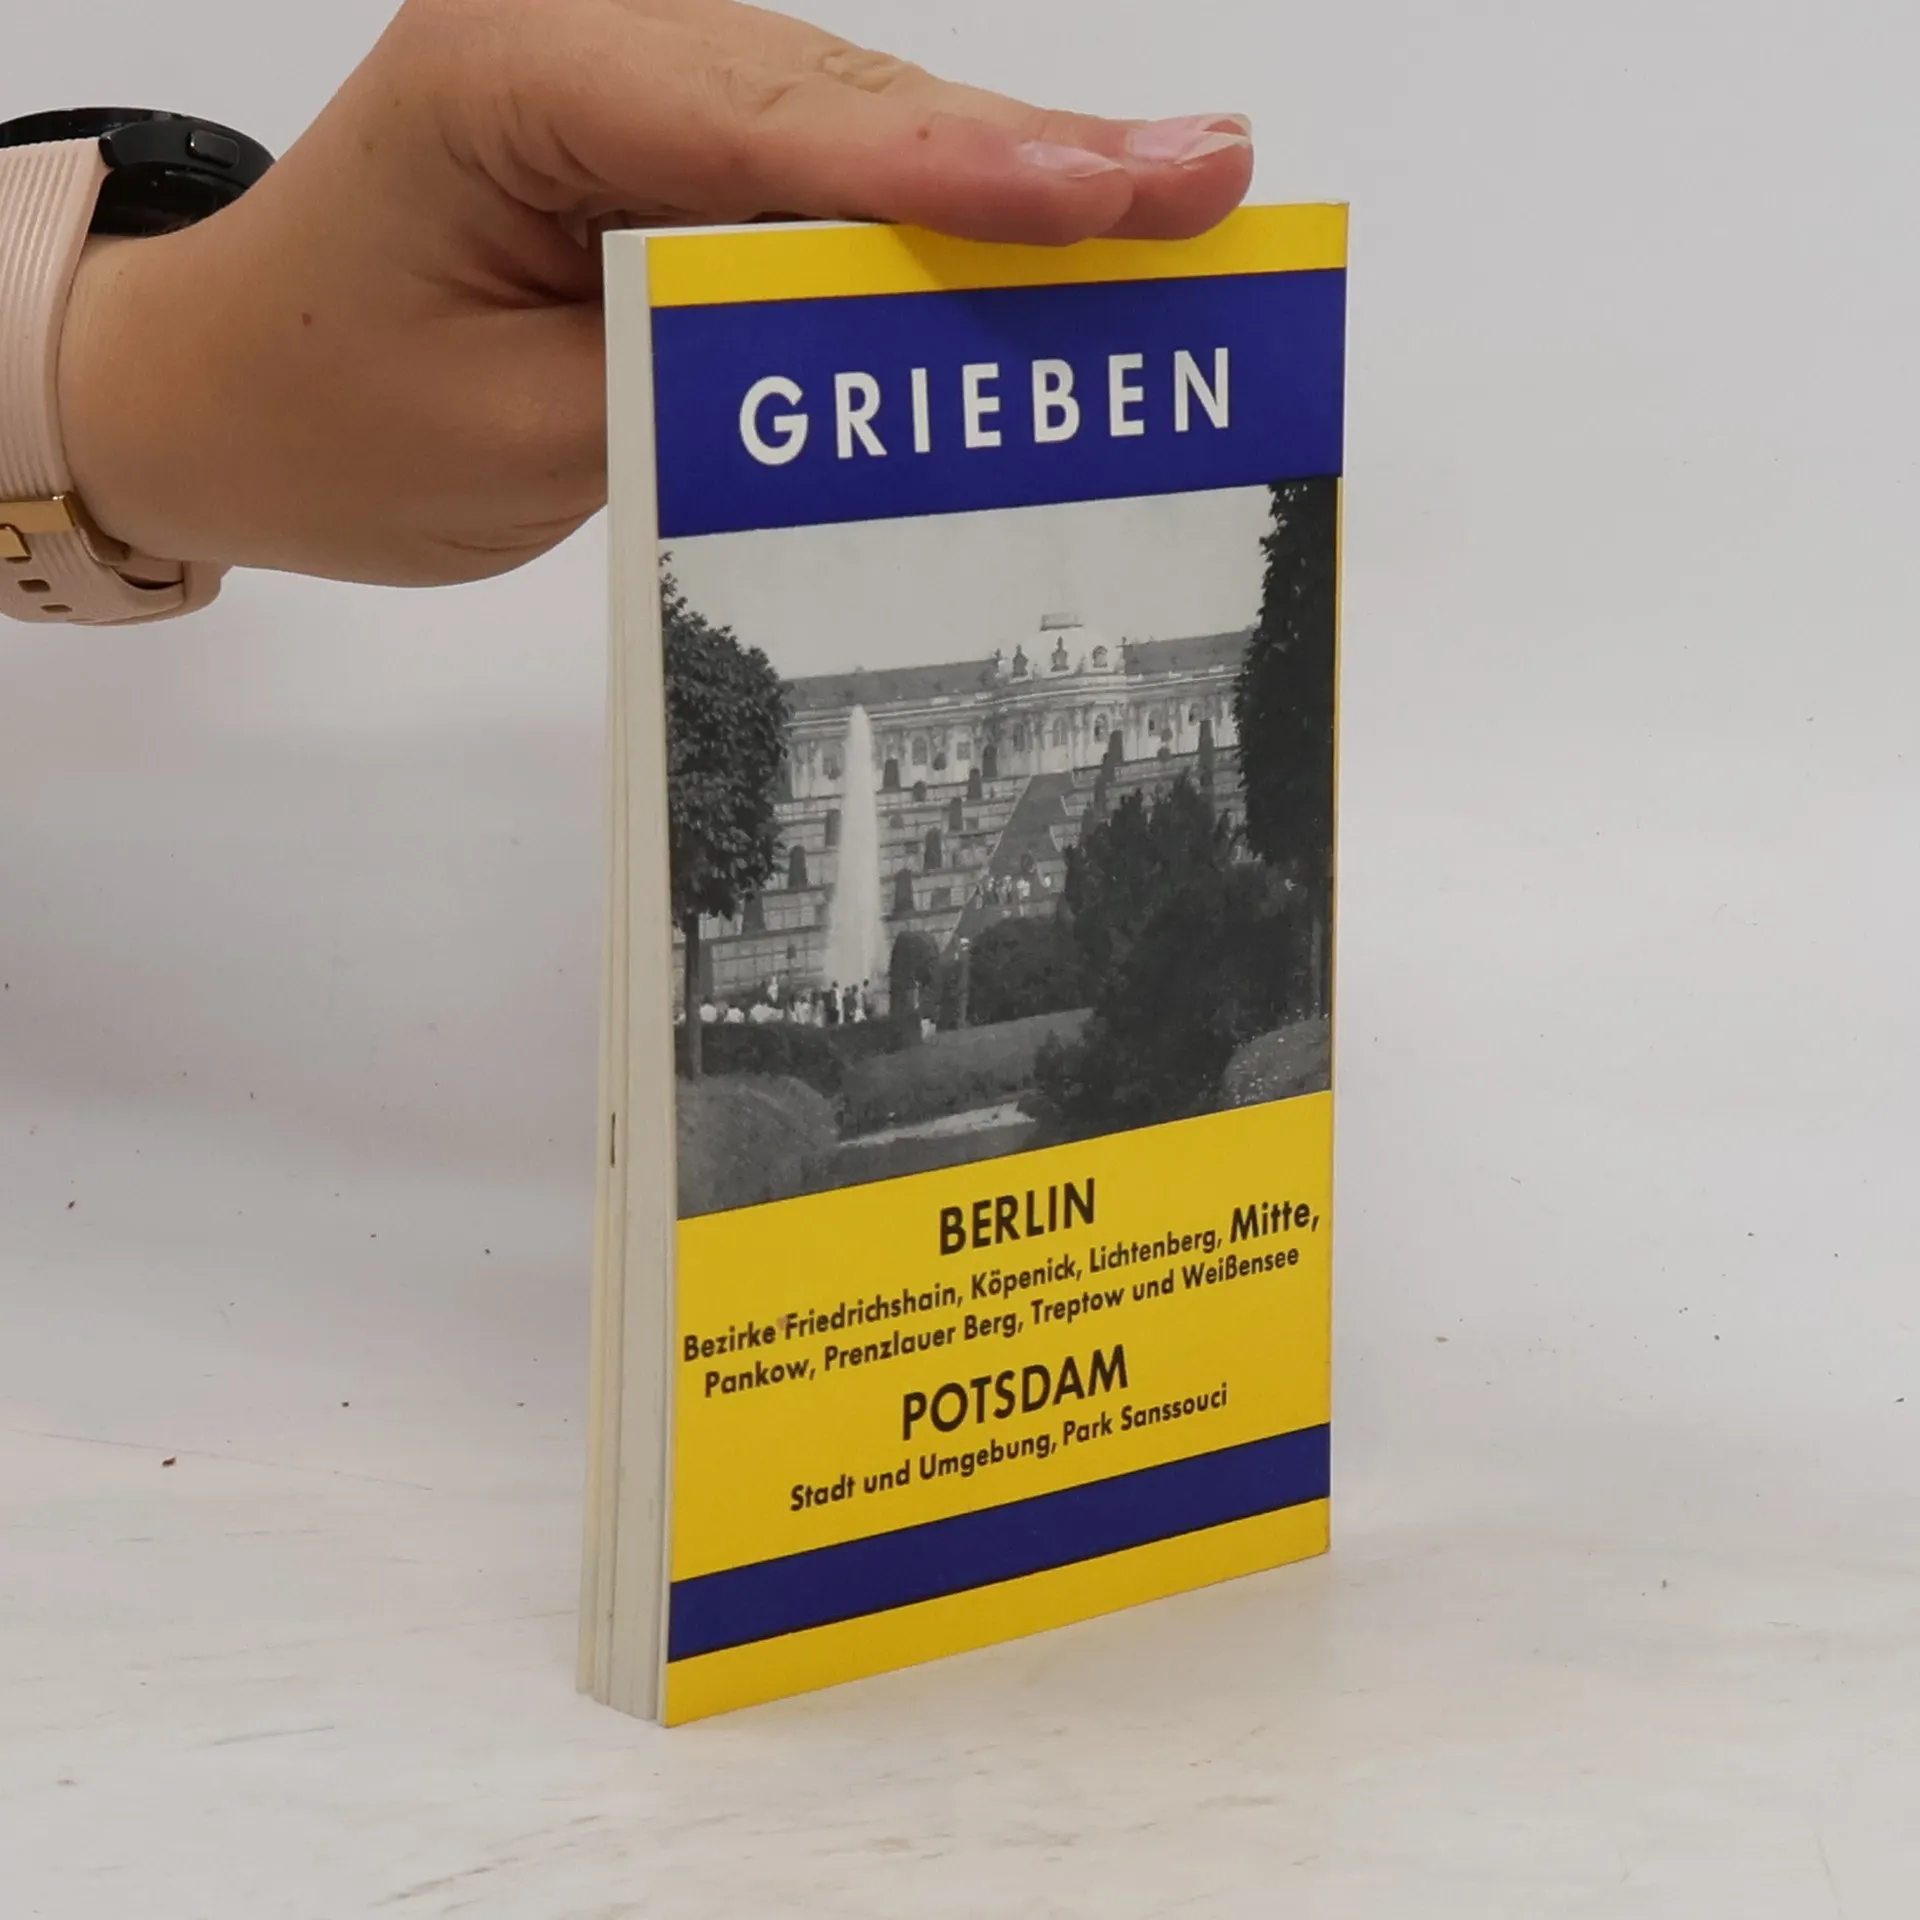 GRIEBEN
BERLIN
Bezirke Friedrichshain, Köpenick, Lichtenberg, Mitte,
Pankow, Prenzlauer Berg, Treptow und Weißensee
POTSDAM
Stadt und Umgebung, Park Sanssouci